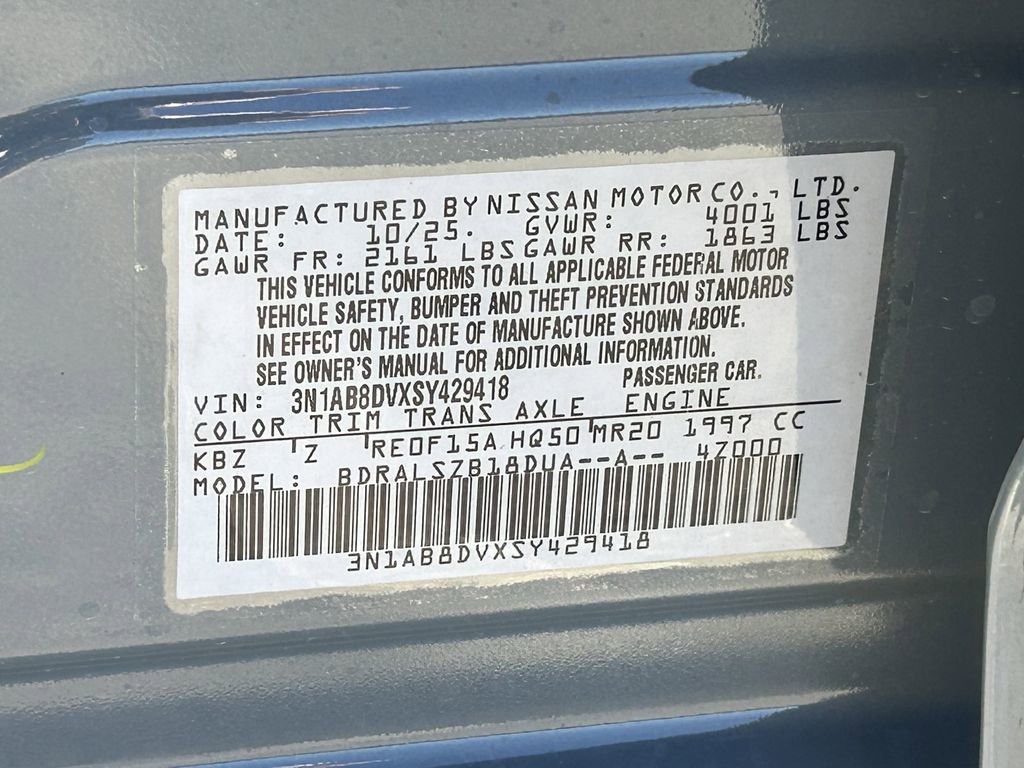 MANUFACTURED BY NISSAN MOTOR CO., LTD.
DATE: 10/25. GVWR: 4001 LBS
GAWR FR: 2161 LBS GAWR RR: 1863 LBS
THIS VEHICLE CONFORMS TO ALL APPLICABLE FEDERAL MOTOR
VEHICLE SAFETY, BUMPER AND THEFT PREVENTION STANDARDS
IN EFFECT ON THE DATE OF MANUFACTURE SHOWN ABOVE.
SEE OWNER'S MANUAL FOR ADDITIONAL INFORMATION.
VIN: 3N1AB8DVXSY429418 PASSENGER CAR.
COLOR TRIM TRANS AXLE ENGINE
KBZ Z RE0F15A HQ50 MR20 1997 CC
MODEL: BDRALSZB18DUA--A-- 4Z000
3N1AB8DVXSY429418